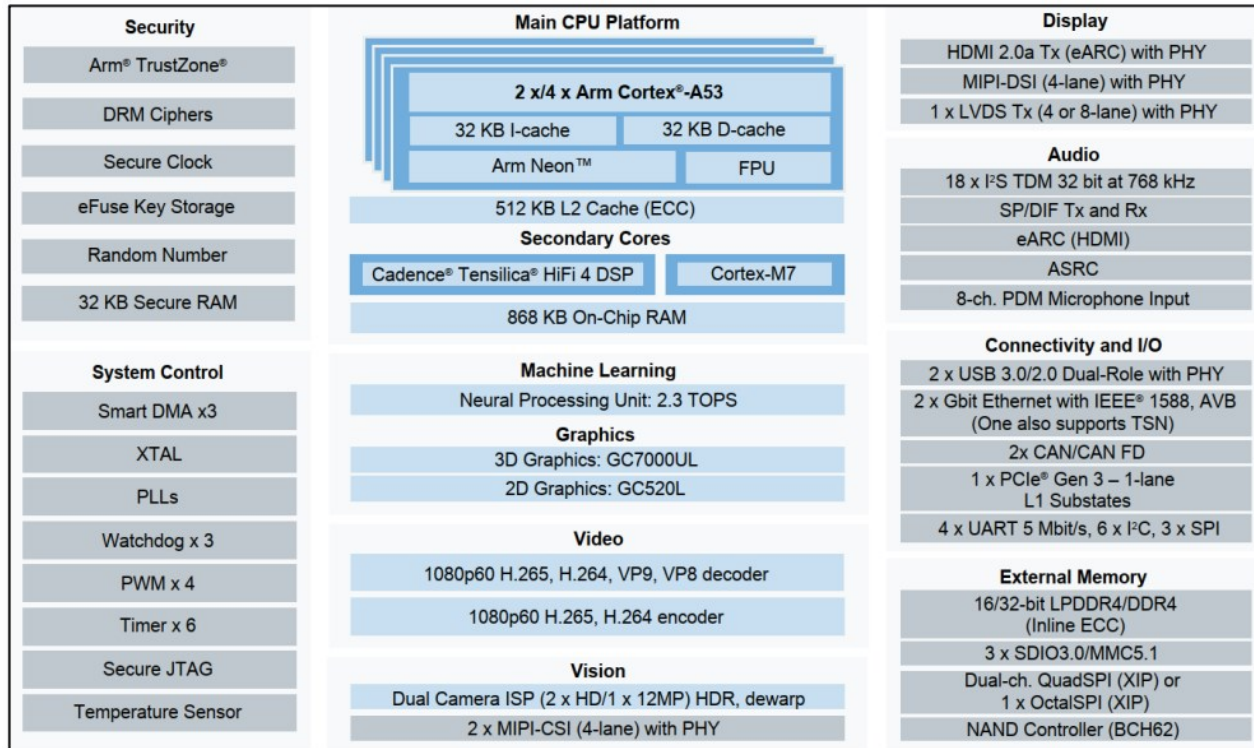 Security
Arm® TrustZone®
DRM Ciphers
Secure Clock
eFuse Key Storage
Random Number
32 KB Secure RAM
System Control
Smart DMA x3
XTAL
PLLs
Watchdog x 3
PWM x 4
Timer x 6
Secure JTAG
Temperature Sensor
Main CPU Platform
2 x/4 x Arm Cortex®-A53
32 KB I-cache
32 KB D-cache
Arm Neon™
FPU
512 KB L2 Cache (ECC)
Secondary Cores
Cadence® Tensilica® HiFi 4 DSP
Cortex-M7
868 KB On-Chip RAM
Machine Learning
Neural Processing Unit: 2.3 TOPS
Graphics
3D Graphics: GC7000UL
2D Graphics: GC520L
Video
1080p60 H.265, H.264, VP9, VP8 decoder
1080p60 H.265, H.264 encoder
Vision
Dual Camera ISP (2 x HD/1 x 12MP) HDR, dewarp
2 x MIPI-CSI (4-lane) with PHY
Display
HDMI 2.0a Tx (eARC) with PHY
MIPI-DSI (4-lane) with PHY
1 x LVDS Tx (4 or 8-lane) with PHY
Audio
18 x I²S TDM 32 bit at 768 kHz
SP/DIF Tx and Rx
eARC (HDMI)
ASRC
8-ch. PDM Microphone Input
Connectivity and I/O
2 x USB 3.0/2.0 Dual-Role with PHY
2 x Gbit Ethernet with IEEE® 1588, AVB
(One also supports TSN)
2x CAN/CAN FD
1 x PCIe® Gen 3 – 1-lane
L1 Substates
4 x UART 5 Mbit/s, 6 x I²C, 3 x SPI
External Memory
16/32-bit LPDDR4/DDR4
(Inline ECC)
3 x SDIO3.0/MMC5.1
Dual-ch. QuadSPI (XIP) or
1 x OctalSPI (XIP)
NAND Controller (BCH62)